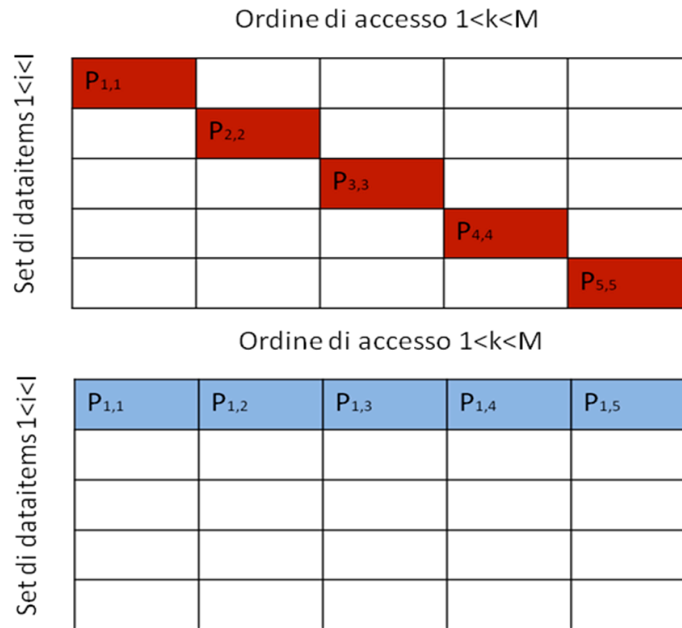 Ordine di accesso 1<k<M
Set di dataitems 1<i<I
P1,1
P2,2
P3,3
P4,4
P5,5
Ordine di accesso 1<k<M
Set di dataitems 1<i<I
P1,1 P1,2 P1,3 P1,4 P1,5